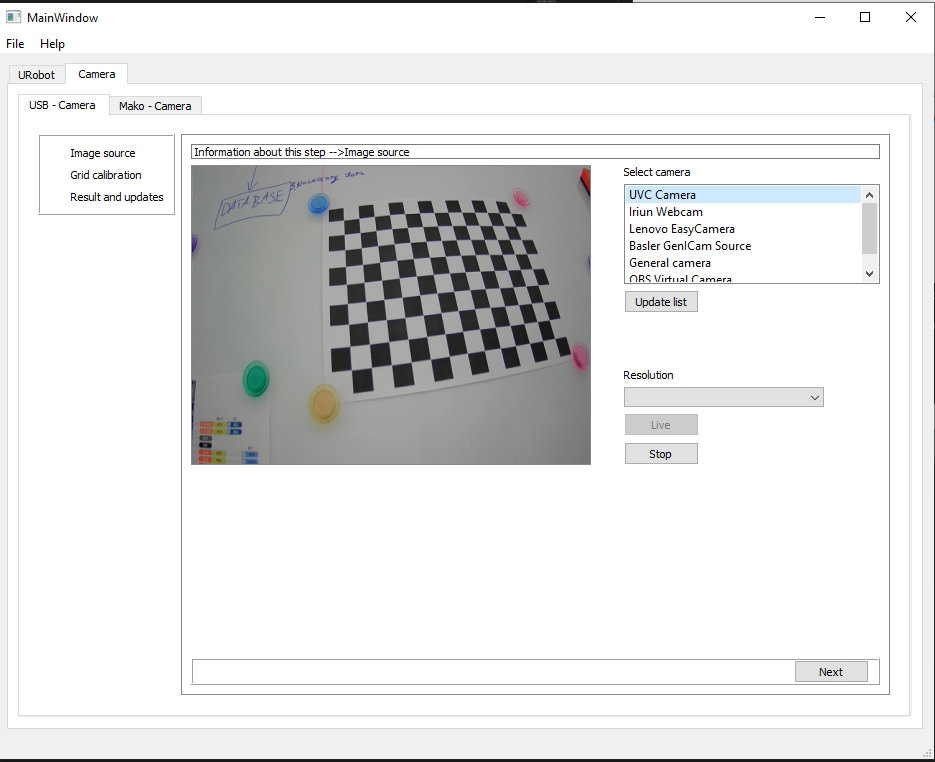 MainWindow
File Help
URobot Camera
USB - Camera Mako - Camera
Image source
Grid calibration
Result and updates
Information about this step -->Image source
DATABASE
Necessary data
Select camera
UVC Camera
Iriun Webcam
Lenovo EasyCamera
Basler GenICam Source
General camera
OBS Virtual Camera
Update list
Resolution
Live
Stop
Next